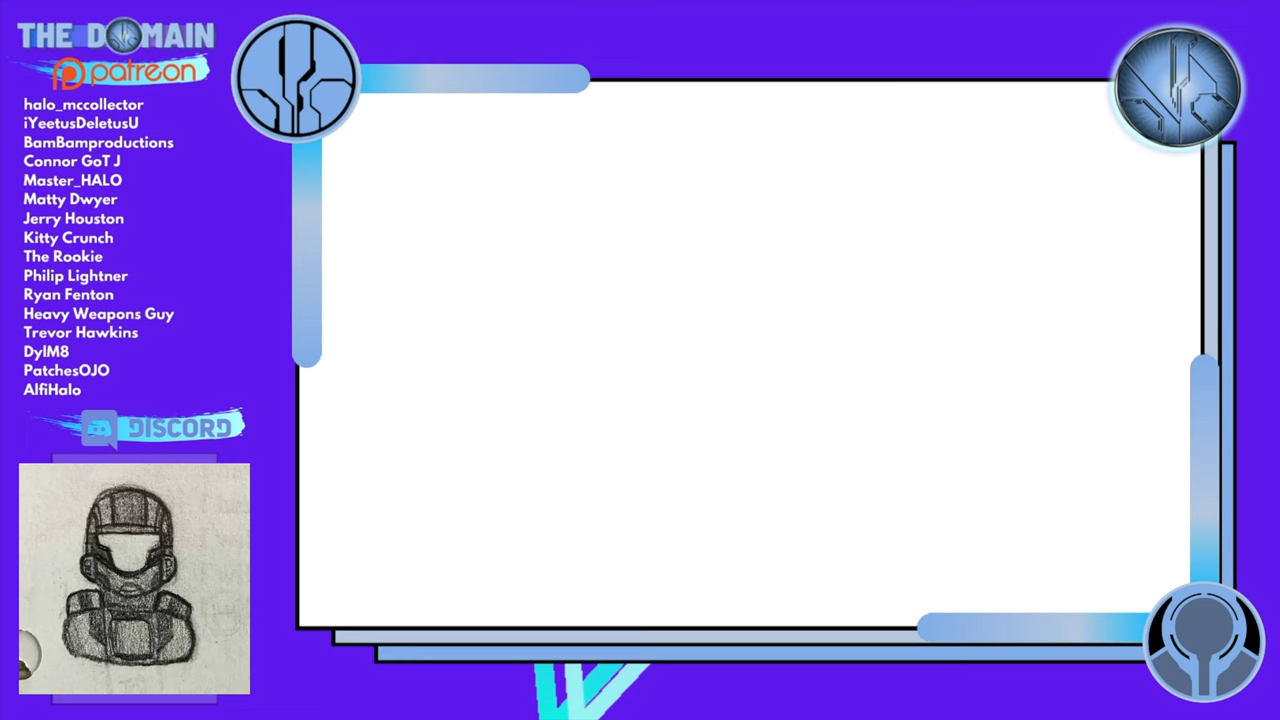 THE DOMAIN
patreon
halo_mccollector
iYeetusDeletusU
BamBamproductions
Connor GoT J
Master_HALO
Matty Dwyer
Jerry Houston
Kitty Crunch
The Rookie
Philip Lightner
Ryan Fenton
Heavy Weapons Guy
Trevor Hawkins
DylM8
PatchesOJO
AlfiHalo
DISCORD